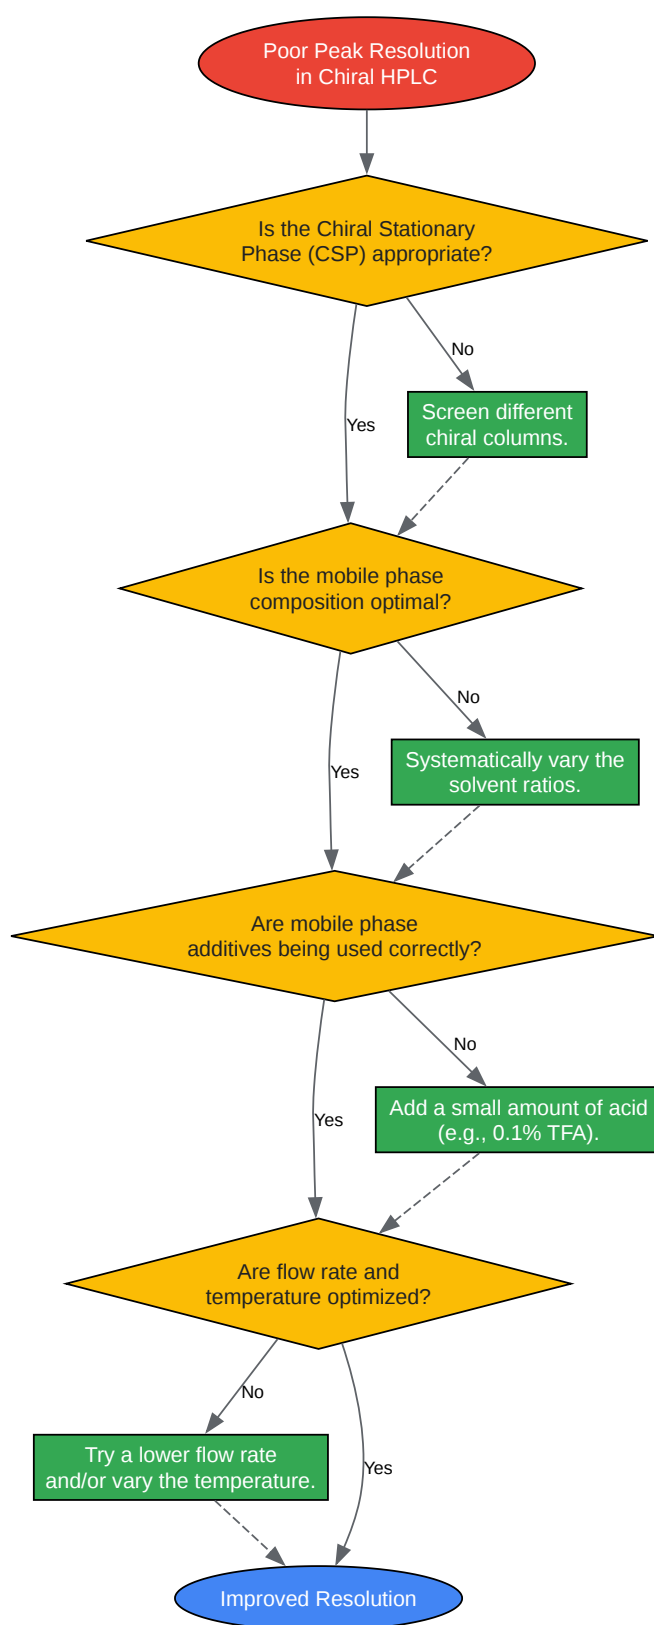 Poor Peak Resolution
in Chiral HPLC
Is the Chiral Stationary
Phase (CSP) appropriate?
No
Screen different
chiral columns.
Yes
Is the mobile phase
composition optimal?
No
Systematically vary the
solvent ratios.
Yes
Are mobile phase
additives being used correctly?
No
Add a small amount of acid
(e.g., 0.1% TFA).
Yes
Are flow rate and
temperature optimized?
No
Try a lower flow rate
and/or vary the temperature.
Yes
Improved Resolution